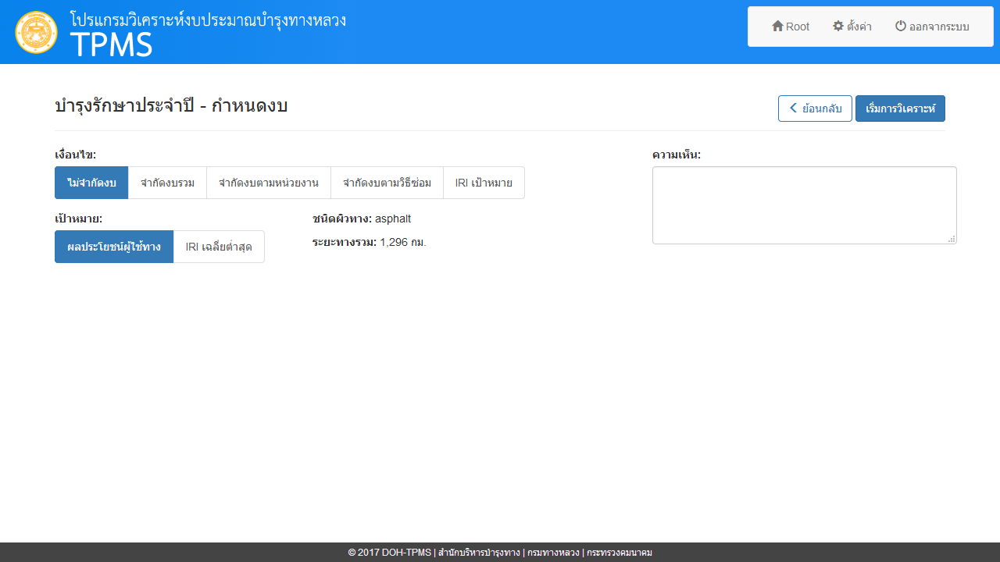 โปรแกรมวิเคราะห์งบประมาณบำรุงทางหลวง
TPMS
Root ตั้งค่า ออกจากระบบ
บำรุงรักษาประจำปี - กำหนดงบ
ย้อนกลับ เริ่มการวิเคราะห์
เงื่อนไข:
ไม่จำกัดงบ จำกัดงบรวม จำกัดงบตามหน่วยงาน จำกัดงบตามวิธีซ่อม IRI เป้าหมาย
ความเห็น:
เป้าหมาย:
ผลประโยชน์ผู้ใช้ทาง IRI เฉลี่ยต่ำสุด
ชนิดผิวทาง: asphalt
ระยะทางรวม: 1,296 กม.
© 2017 DOH-TPMS | สำนักบริหารบำรุงทาง | กรมทางหลวง | กระทรวงคมนาคม